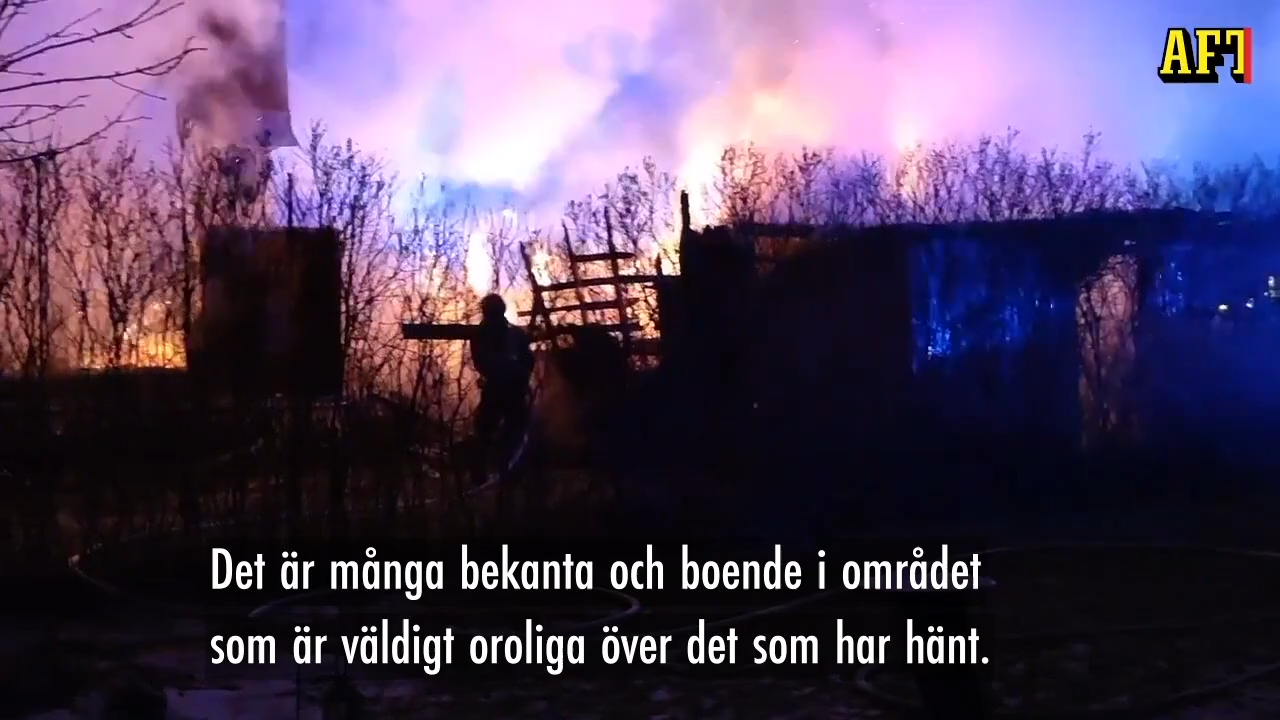 AFT
Det är många bekanta och boende i området
som är väldigt oroliga över det som har hänt.